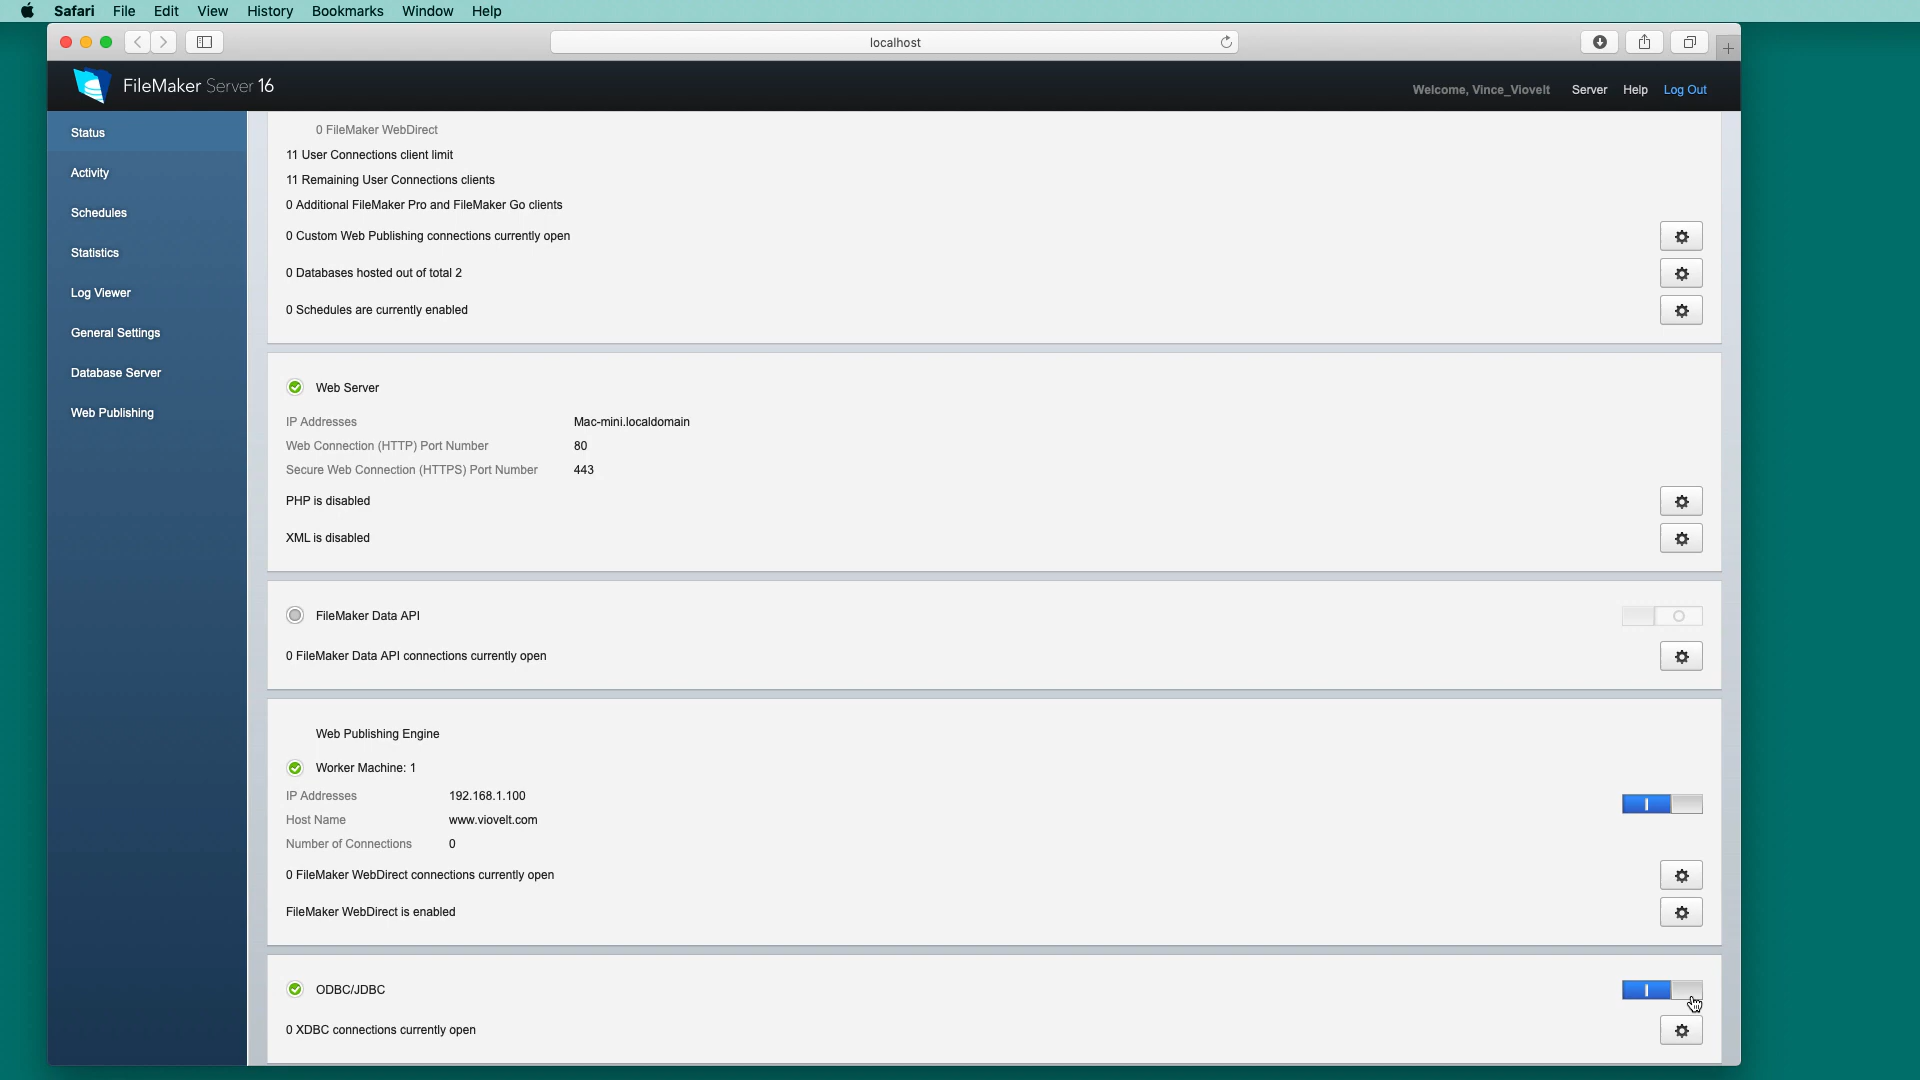 Safari File Edit View History Bookmarks Window Help
localhost
FileMaker Server 16
Welcome, Vince_Viovelt Server Help Log Out
Status
Activity
Schedules
Statistics
Log Viewer
General Settings
Database Server
Web Publishing
0 FileMaker WebDirect
11 User Connections client limit
11 Remaining User Connections clients
0 Additional FileMaker Pro and FileMaker Go clients
0 Custom Web Publishing connections currently open
0 Databases hosted out of total 2
0 Schedules are currently enabled
Web Server
IP Addresses Mac-mini.localdomain
Web Connection (HTTP) Port Number 80
Secure Web Connection (HTTPS) Port Number 443
PHP is disabled
XML is disabled
FileMaker Data API
0 FileMaker Data API connections currently open
Web Publishing Engine
Worker Machine: 1
IP Addresses 192.168.1.100
Host Name www.viovelt.com
Number of Connections 0
0 FileMaker WebDirect connections currently open
FileMaker WebDirect is enabled
ODBC/JDBC
0 XDBC connections currently open